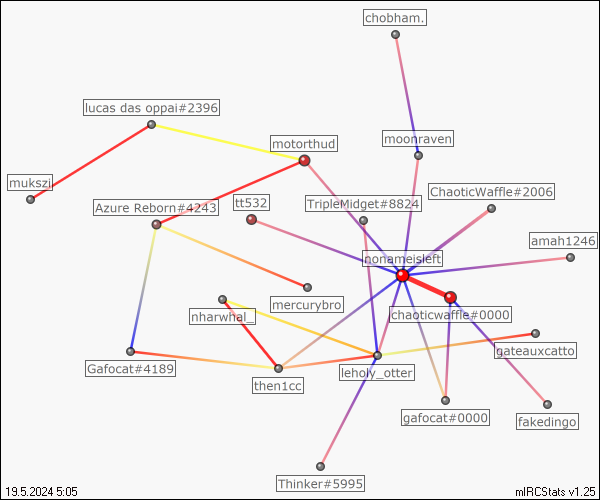 chobham.
lucas das oppai#2396
motorthud
moonraven
mukszi
ChaoticWaffle#2006
Azure Reborn#4243
tt532
TripleMidget#8824
amah1246
nonameisleft
mercurybro
nharwhal_
chaoticwaffle#0000
gateauxcatto
Gafocat#4189
leholy_otter
then1cc
gafocat#0000
fakedingo
Thinker#5995
19.5.2024 5:05
mIRCStats v1.25